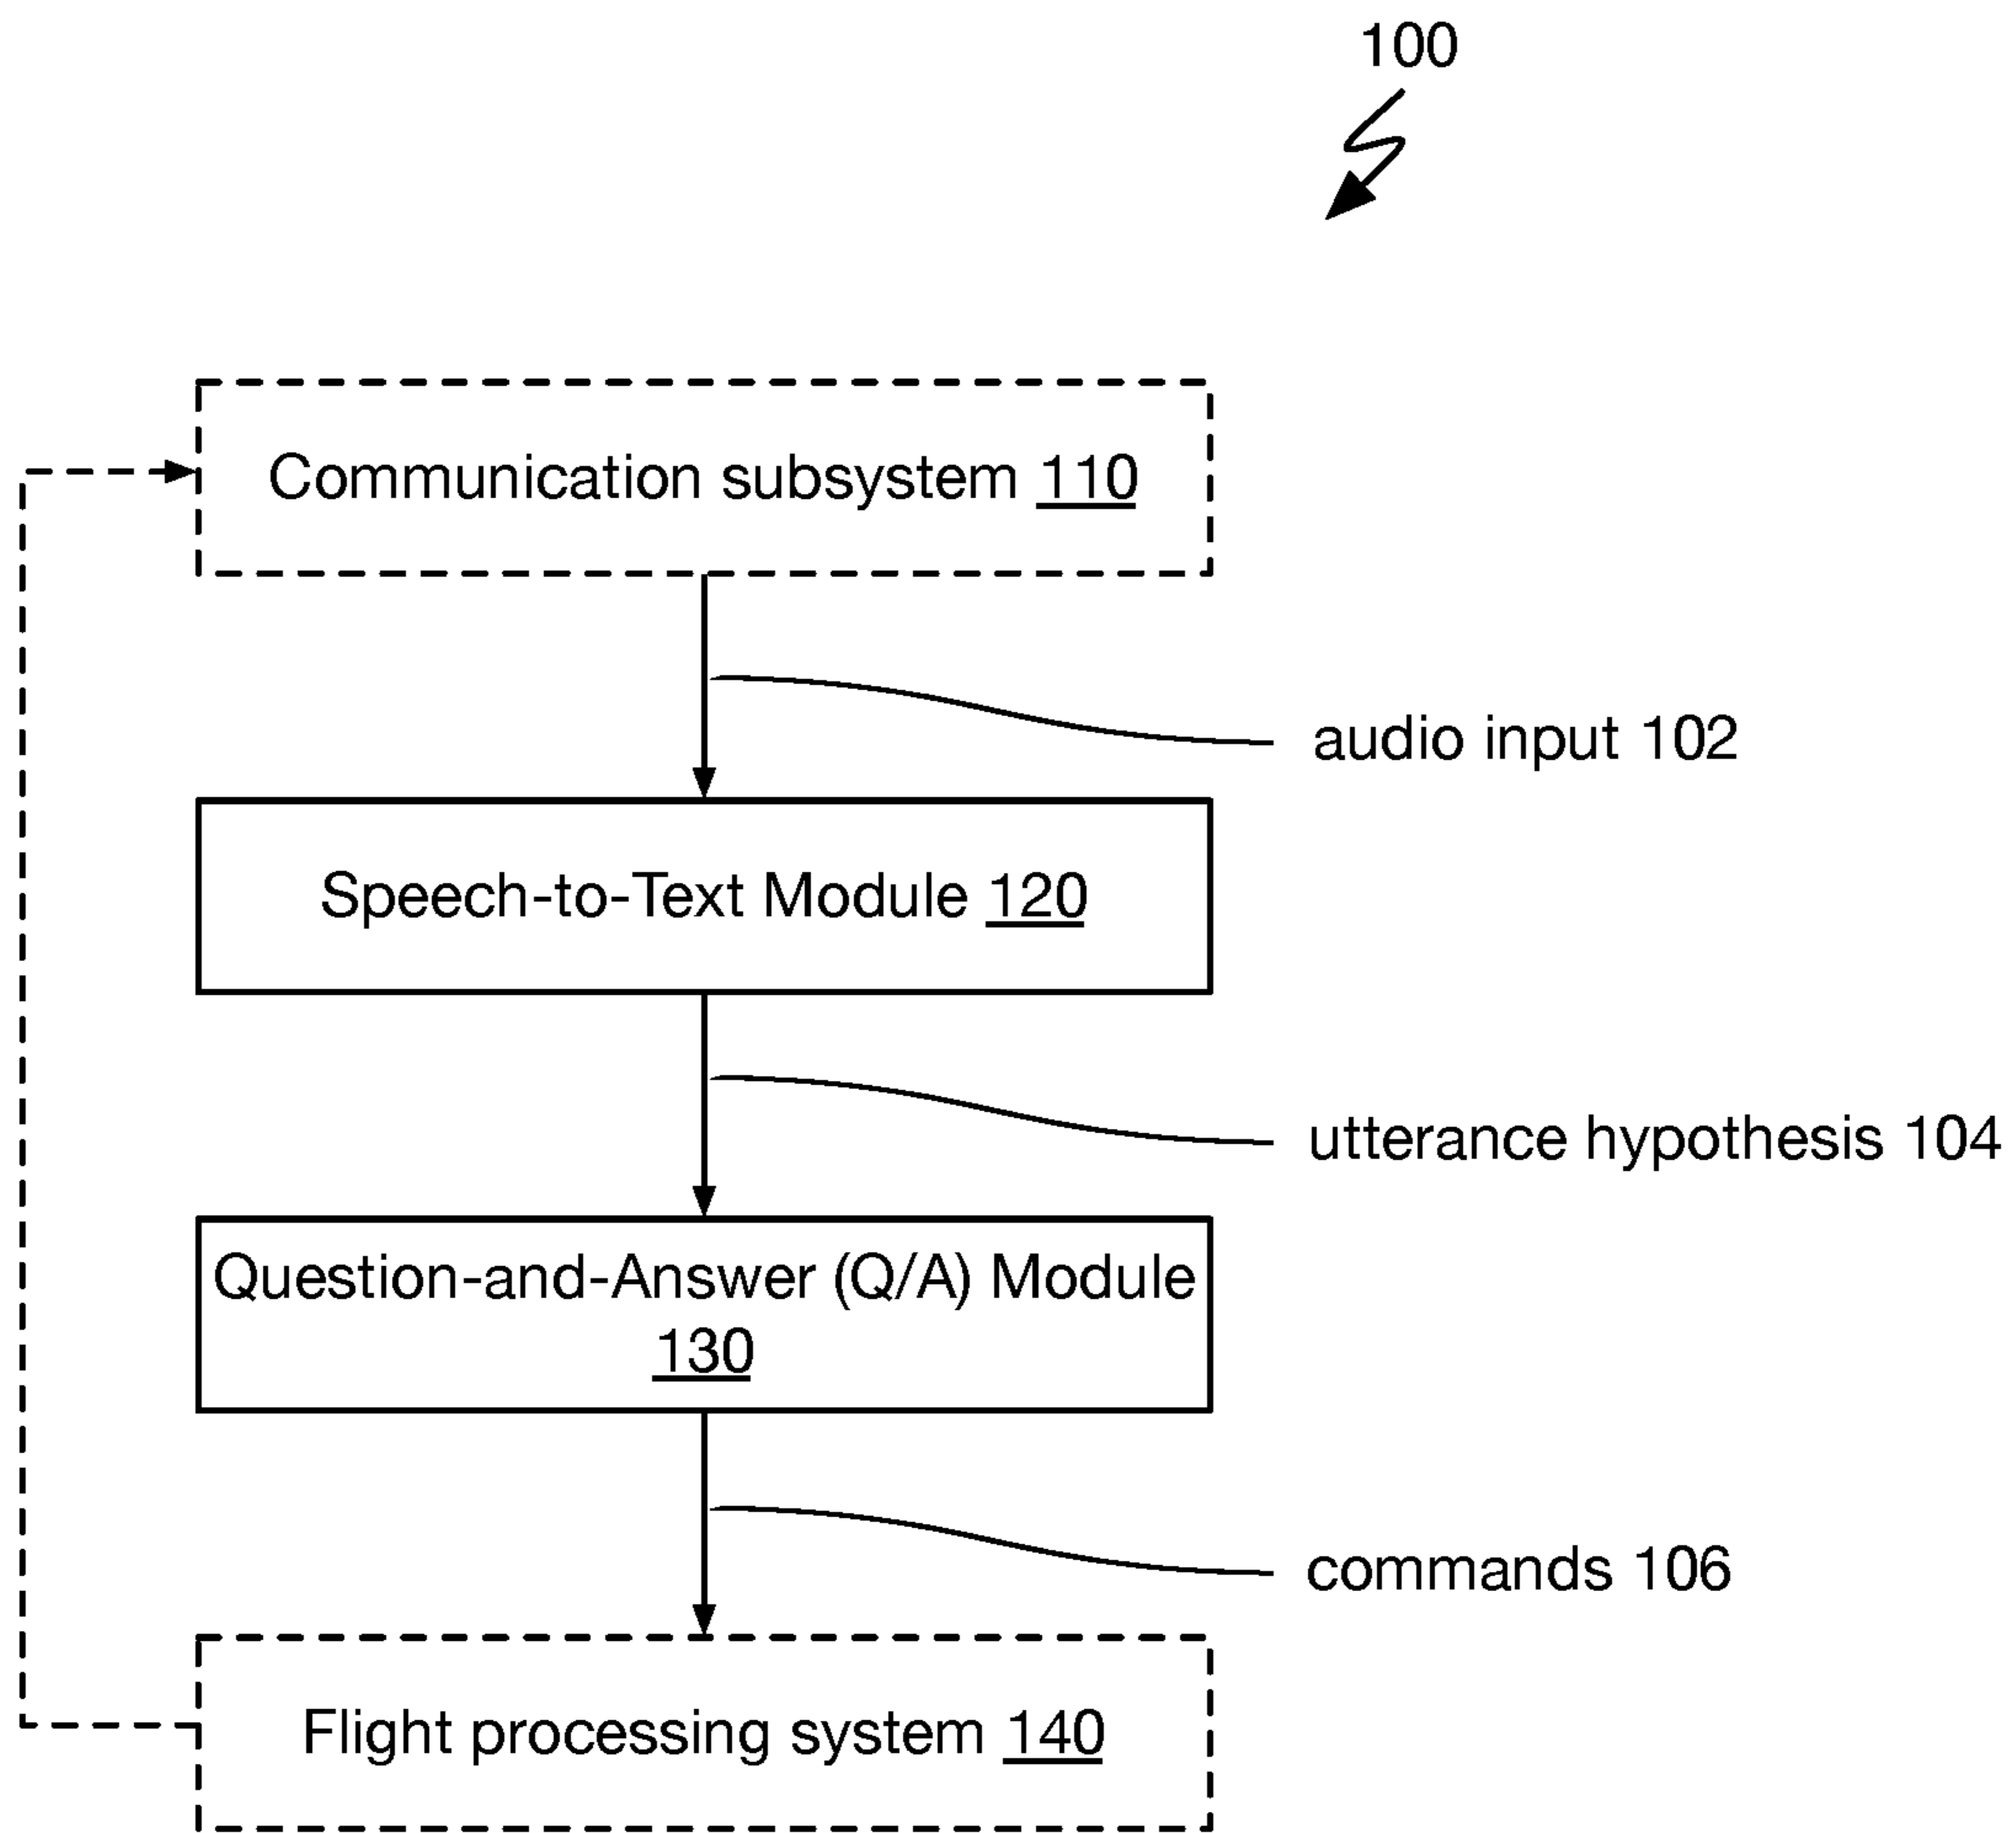 100
Communication subsystem 110
audio input 102
Speech-to-Text Module 120
utterance hypothesis 104
Question-and-Answer (Q/A) Module
130
commands 106
Flight processing system 140